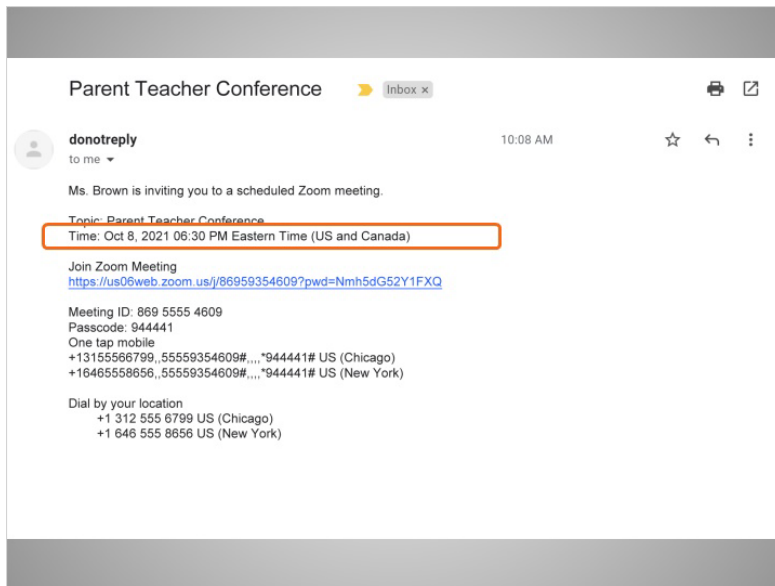 Parent Teacher Conference Inbox ×
donotreply 10:08 AM
to me
Ms. Brown is inviting you to a scheduled Zoom meeting.
Topic: Parent Teacher Conference
Time: Oct 8, 2021 06:30 PM Eastern Time (US and Canada)
Join Zoom Meeting
https://us06web.zoom.us/j/86959354609?pwd=Nmh5dG52Y1FXQ
Meeting ID: 869 5555 4609
Passcode: 944441
One tap mobile
+13155566799,,55559354609#,,,,*944441# US (Chicago)
+16465558656,,55559354609#,,,,*944441# US (New York)
Dial by your location
+1 312 555 6799 US (Chicago)
+1 646 555 8656 US (New York)